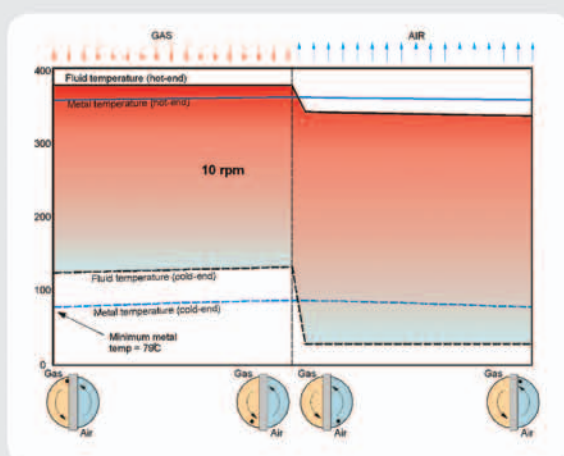 GAS AIR
400
Fluid temperature (hot-end)
Metal temperature (hot-end)
300
10 rpm
200
Fluid temperature (cold-end)
100
Metal temperature (cold-end)
Minimum metal
temp = 79°C
0
Gas Gas Gas Gas
Air Air Air Air